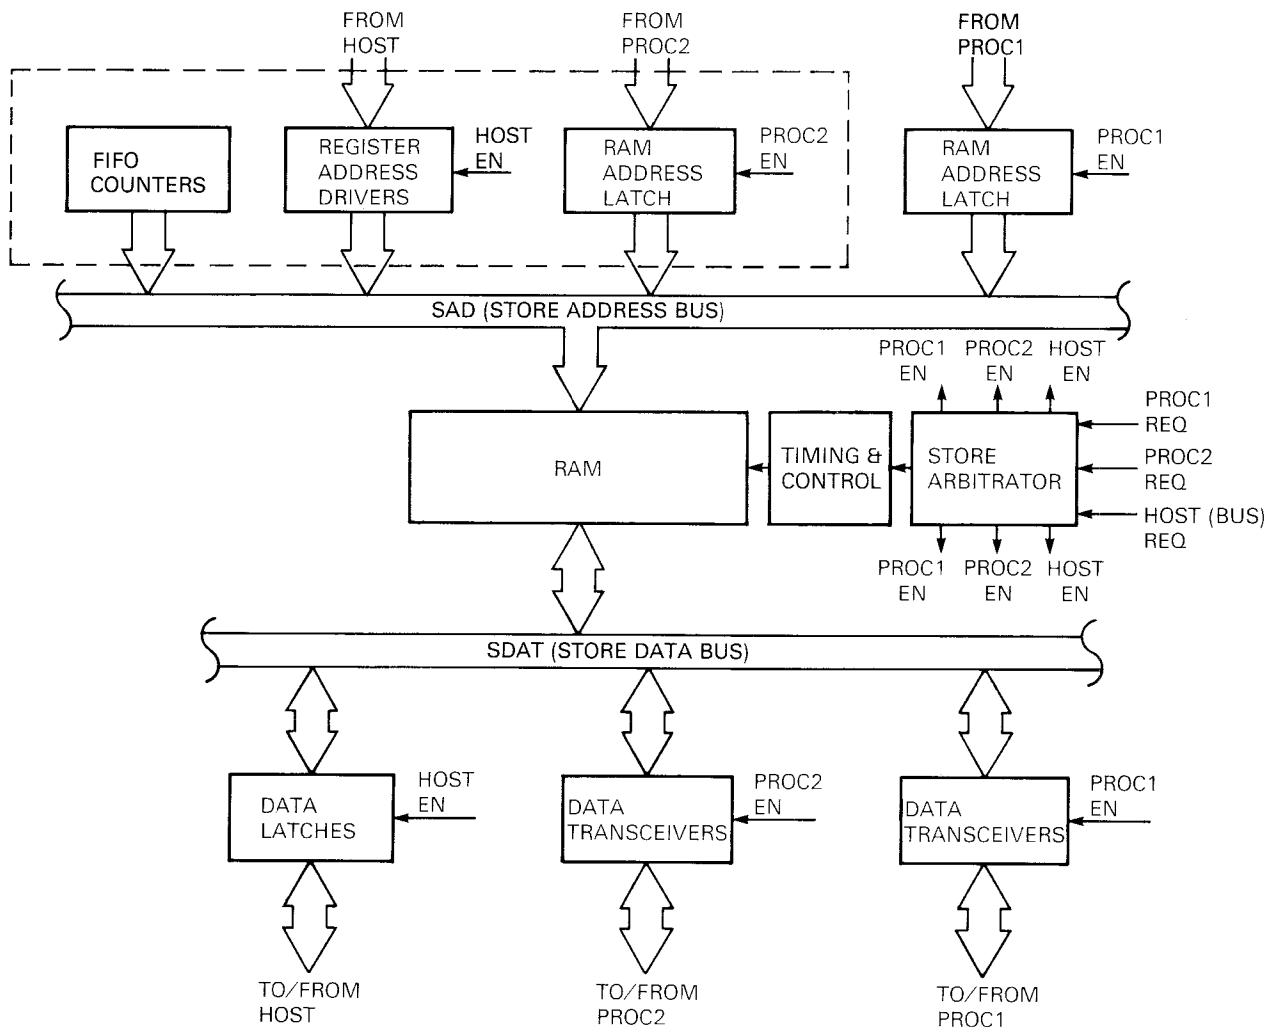 FROM
HOST
FROM
PROC2
FROM
PROC1
FIFO
COUNTERS
REGISTER
ADDRESS
DRIVERS
HOST
EN
RAM
ADDRESS
LATCH
PROC2
EN
RAM
ADDRESS
LATCH
PROC1
EN
SAD (STORE ADDRESS BUS)
PROC1
EN
PROC2
EN
HOST
EN
RAM
TIMING &
CONTROL
STORE
ARBITRATOR
PROC1
REQ
PROC2
REQ
HOST (BUS)
REQ
PROC1
EN
PROC2
EN
HOST
EN
SDAT (STORE DATA BUS)
DATA
LATCHES
HOST
EN
DATA
TRANSCEIVERS
PROC2
EN
DATA
TRANSCEIVERS
PROC1
EN
TO/FROM
HOST
TO/FROM
PROC2
TO/FROM
PROC1